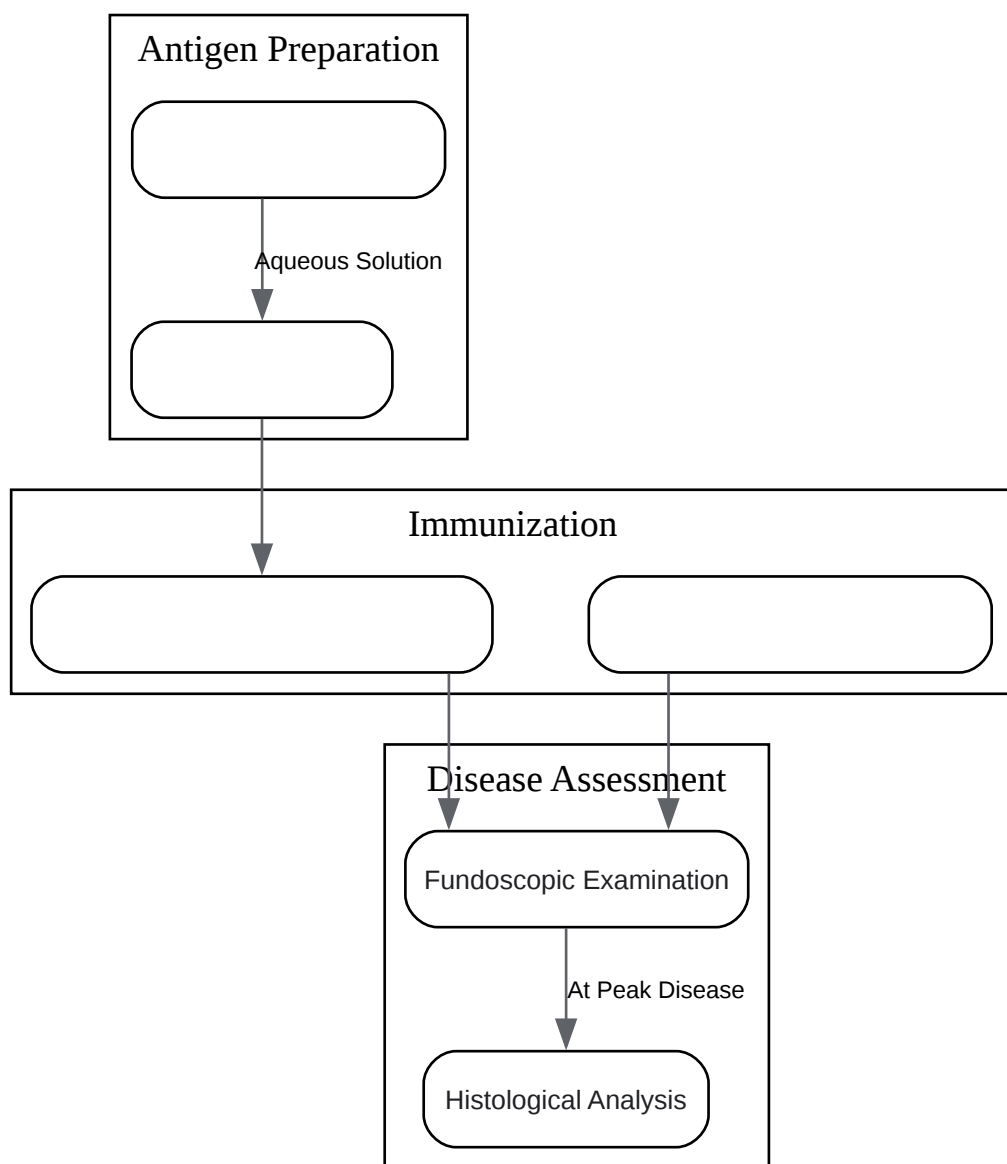 Antigen Preparation
Aqueous Solution
Immunization
Disease Assessment
Fundoscopic Examination
At Peak Disease
Histological Analysis